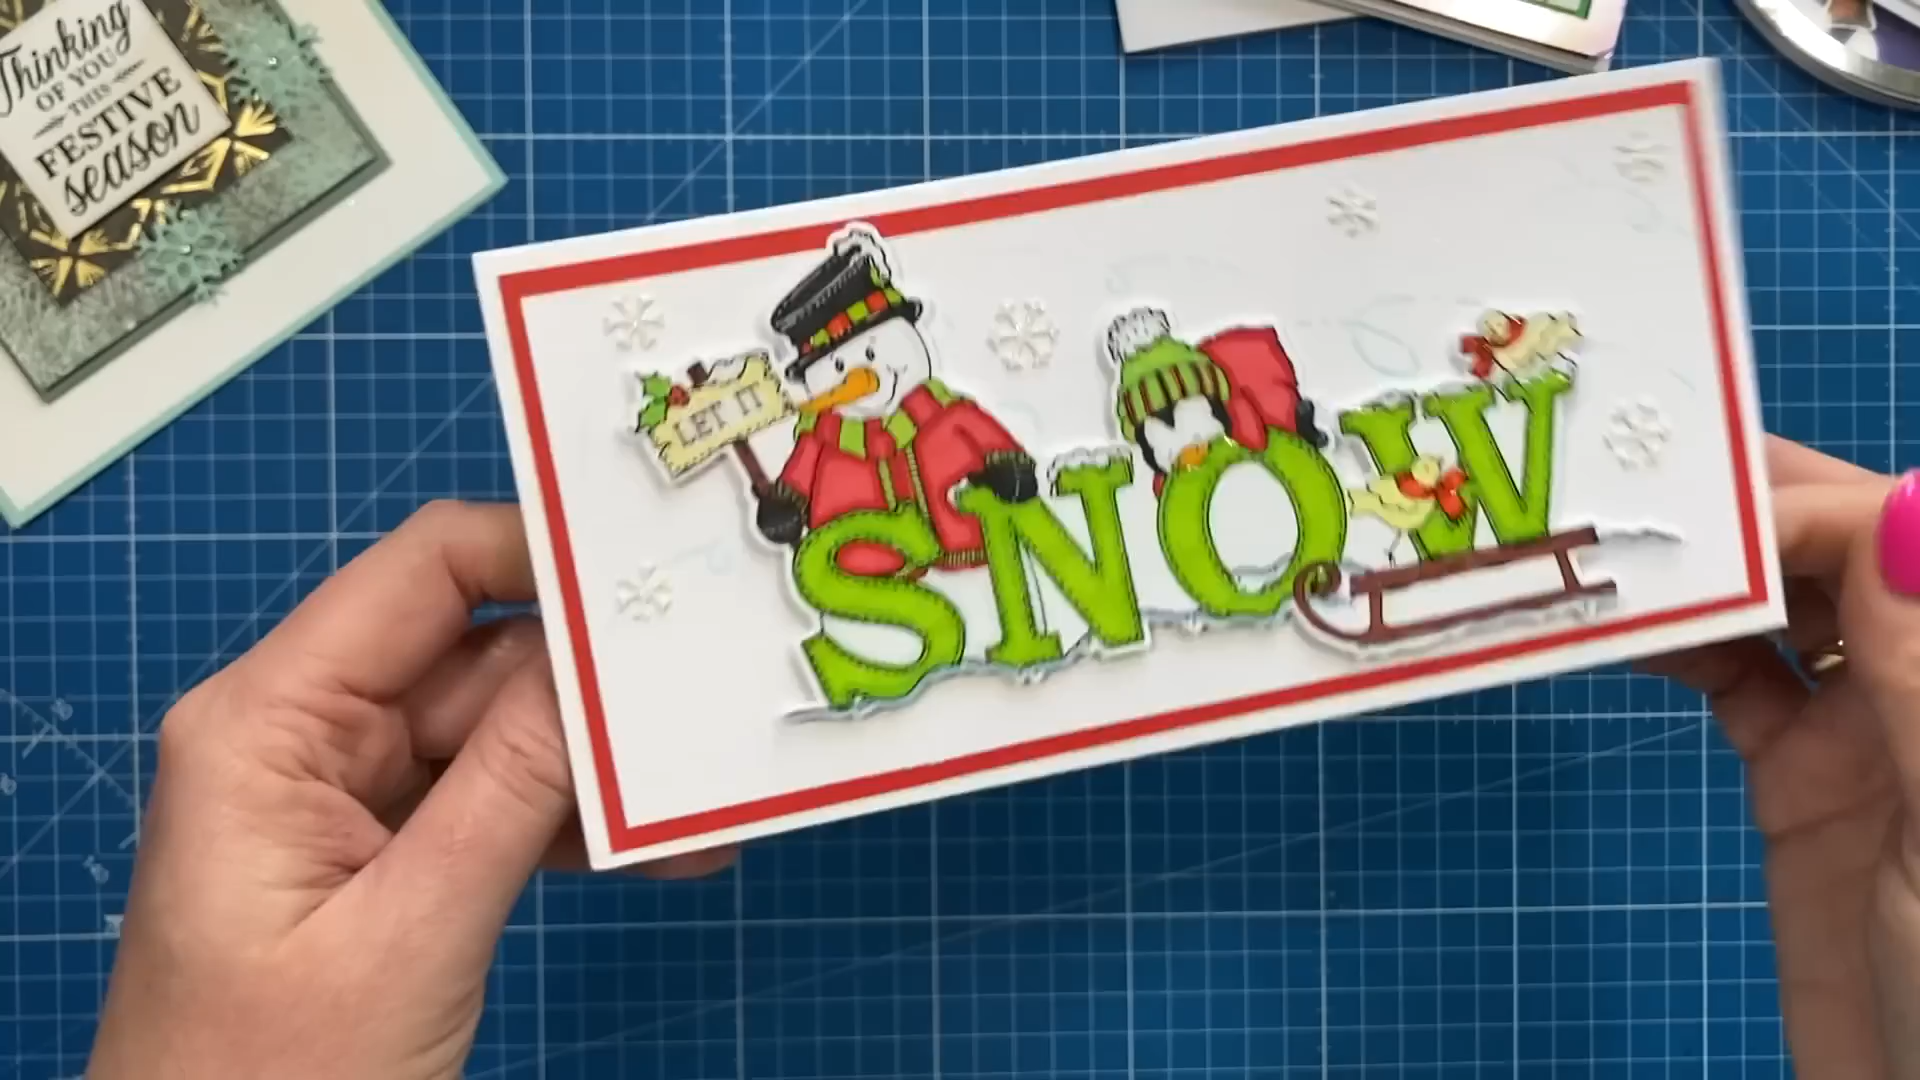 Thinking
OF YOU
THIS
FESTIVE
season
LET IT
SNOW